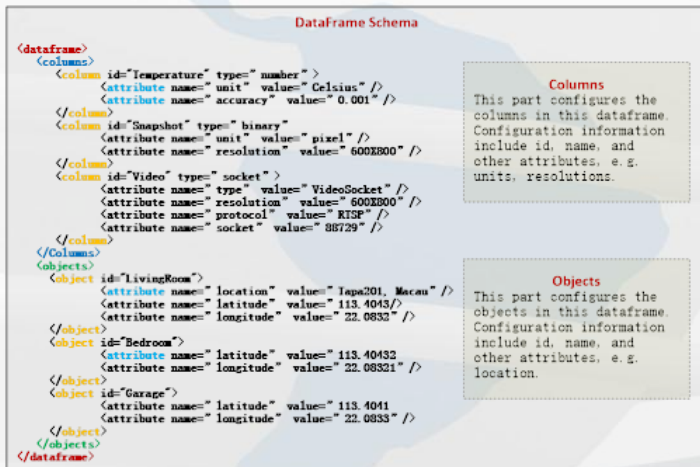 DataFrame Schema
<dataframe>
<columns>
<column id="Temperature" type=" number" >
<attribute name=" unit" value=" Celsius" />
<attribute name=" accuracy" value=" 0.001" />
</column>
<column id="Snapshot" type=" binary"
<attribute name=" unit" value=" pixel" />
<attribute name=" resolution" value=" 600X800" />
</column>
<column id="Video" type=" socket" >
<attribute name=" type" value=" VideoSocket" />
<attribute name=" resolution" value=" 600X800" />
<attribute name=" protocol" value=" RTSP" />
<attribute name=" socket" value=" 88729" />
</column>
</Columns>
<objects>
<object id="LivingRoom">
<attribute name=" location" value=" Tapa201, Macau" />
<attribute name=" latitude" value=" 113.4043/>
<attribute name=" longitude" value=" 22.0832" />
</object>
<object id="Bedroom">
<attribute name=" latitude" value=" 113.40432
<attribute name=" longitude" value=" 22.08321" />
</object>
<object id="Garage">
<attribute name=" latitude" value=" 113.4041
<attribute name=" longitude" value=" 22.0833" />
</object>
</objects>
</dataframe>
Columns
This part configures the
columns in this dataframe.
Configuration information
include id, name, and
other attributes, e.g.
units, resolutions.
Objects
This part configures the
objects in this dataframe.
Configuration information
include id, name, and
other attributes, e.g.
location.